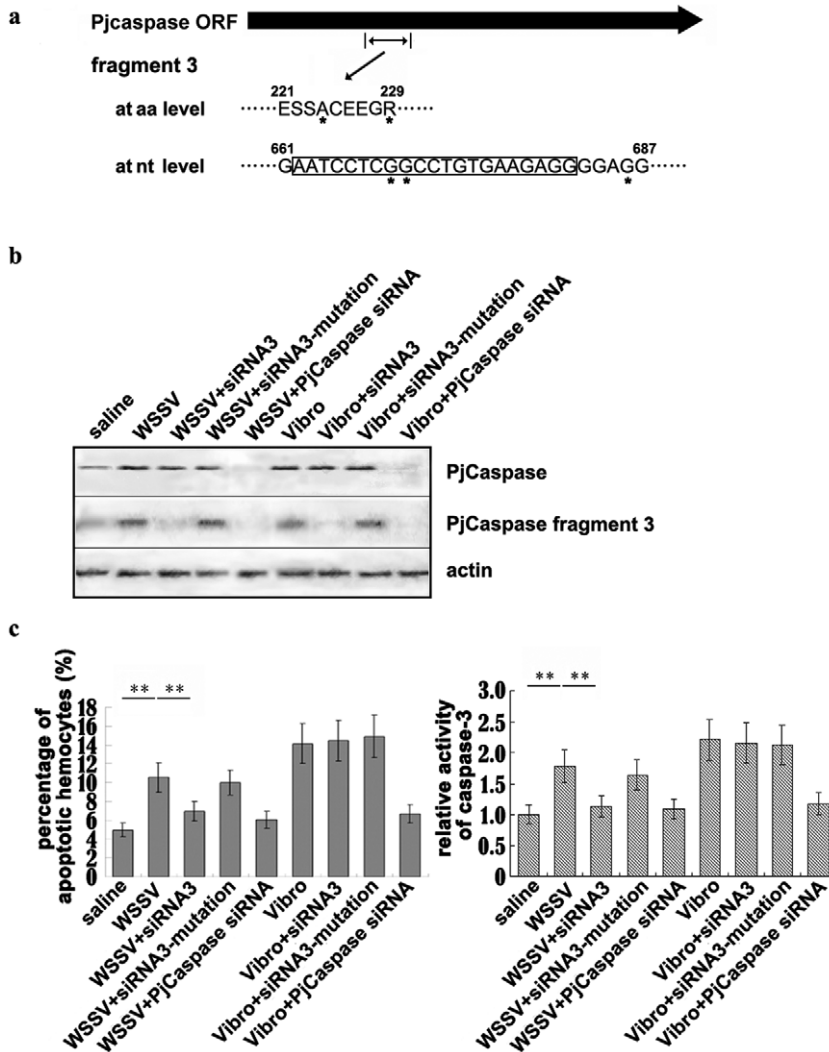 a
Pjcaspase ORF
fragment 3
221 229
at aa level ······ESSACEEGR······
* *
661 687
at nt level ······GAATCCTCGGCCTGTGAAGAGGGGAGG······
* * *
b
saline
WSSV
WSSV+siRNA3
WSSV+siRNA3-mutation
WSSV+PjCaspase siRNA
Vibro
Vibro+siRNA3
Vibro+siRNA3-mutation
Vibro+PjCaspase siRNA
PjCaspase
PjCaspase fragment 3
actin
c
percentage of
apoptotic hemocytes (%)
18
16
14
12
10
8
6
4
2
0
** **
saline
WSSV
WSSV+siRNA3
WSSV+siRNA3-mutation
WSSV+PjCaspase siRNA
Vibro
Vibro+siRNA3
Vibro+siRNA3-mutation
Vibro+PjCaspase siRNA
relative activity
of caspase-3
3.0
2.5
2.0
1.5
1.0
0.5
0.0
** **
saline
WSSV
WSSV+siRNA3
WSSV+siRNA3-mutation
WSSV+PjCaspase siRNA
Vibro
Vibro+siRNA3
Vibro+siRNA3-mutation
Vibro+PjCaspase siRNA